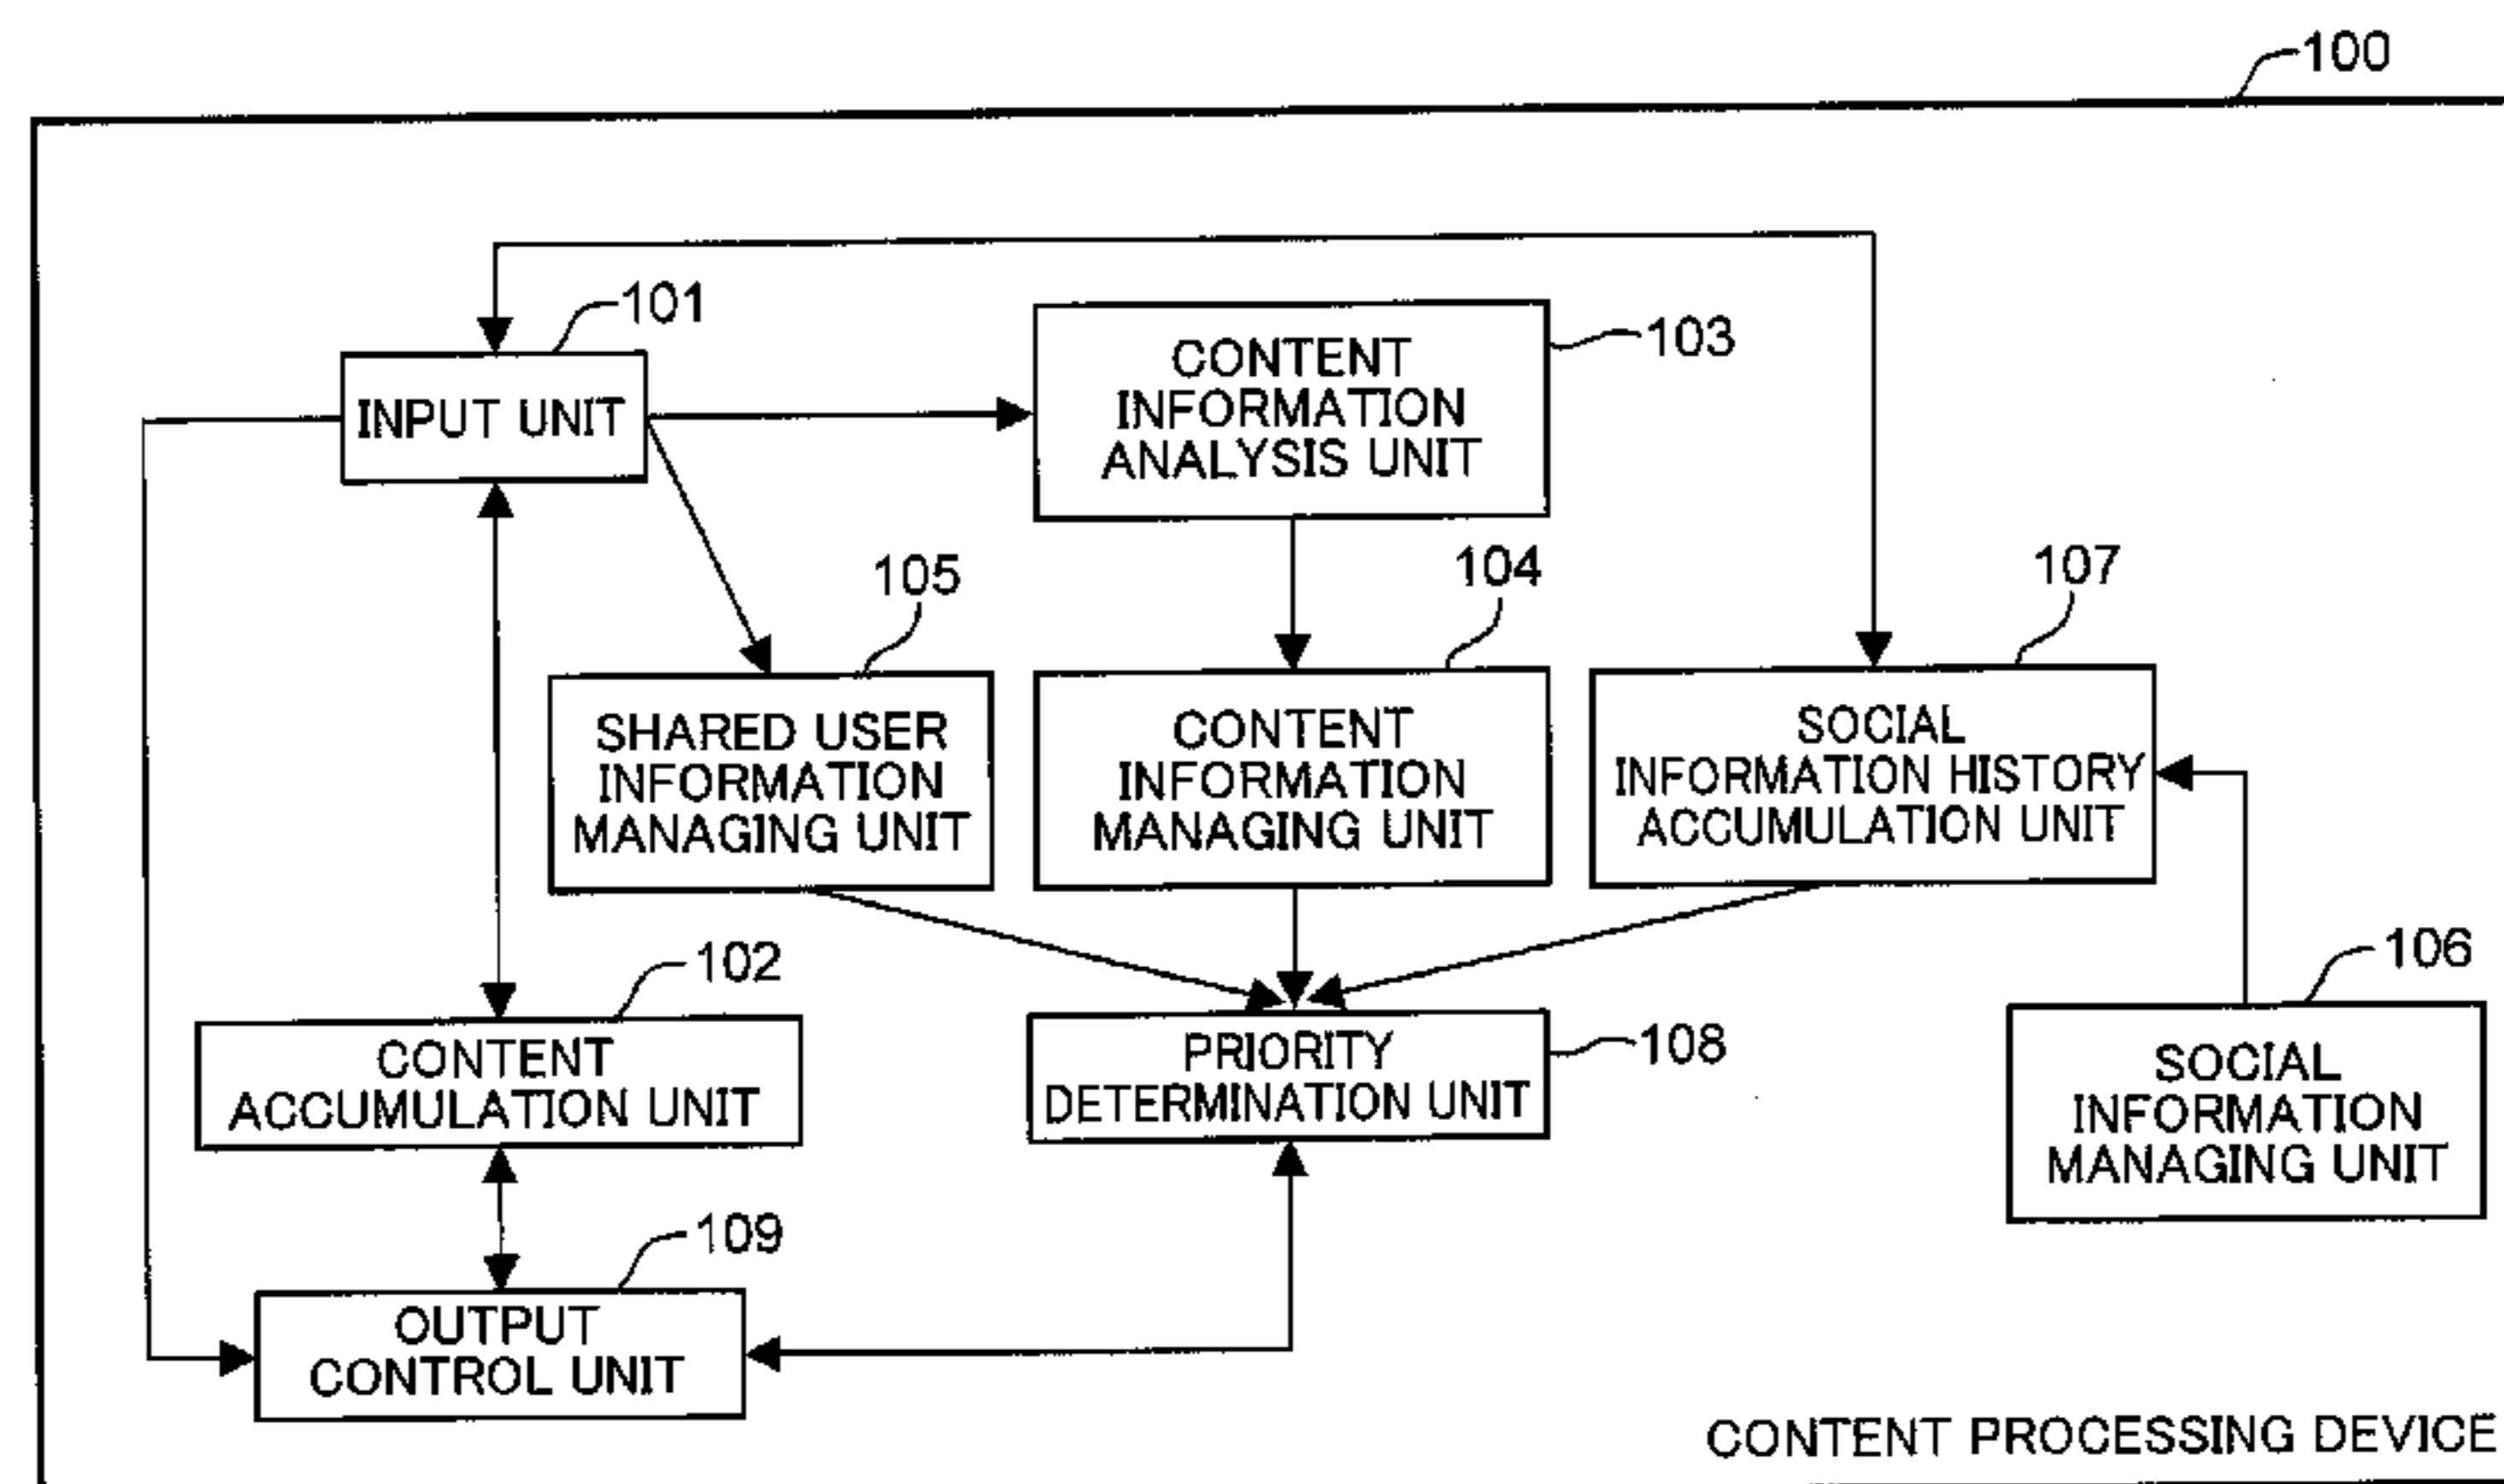 100
101
INPUT UNIT
CONTENT
INFORMATION
ANALYSIS UNIT
103
105
104
107
SHARED USER
INFORMATION
MANAGING UNIT
CONTENT
INFORMATION
MANAGING UNIT
SOCIAL
INFORMATION HISTORY
ACCUMULATION UNIT
102
106
CONTENT
ACCUMULATION UNIT
PRIORITY
DETERMINATION UNIT
108
SOCIAL
INFORMATION
MANAGING UNIT
109
OUTPUT
CONTROL UNIT
CONTENT PROCESSING DEVICE